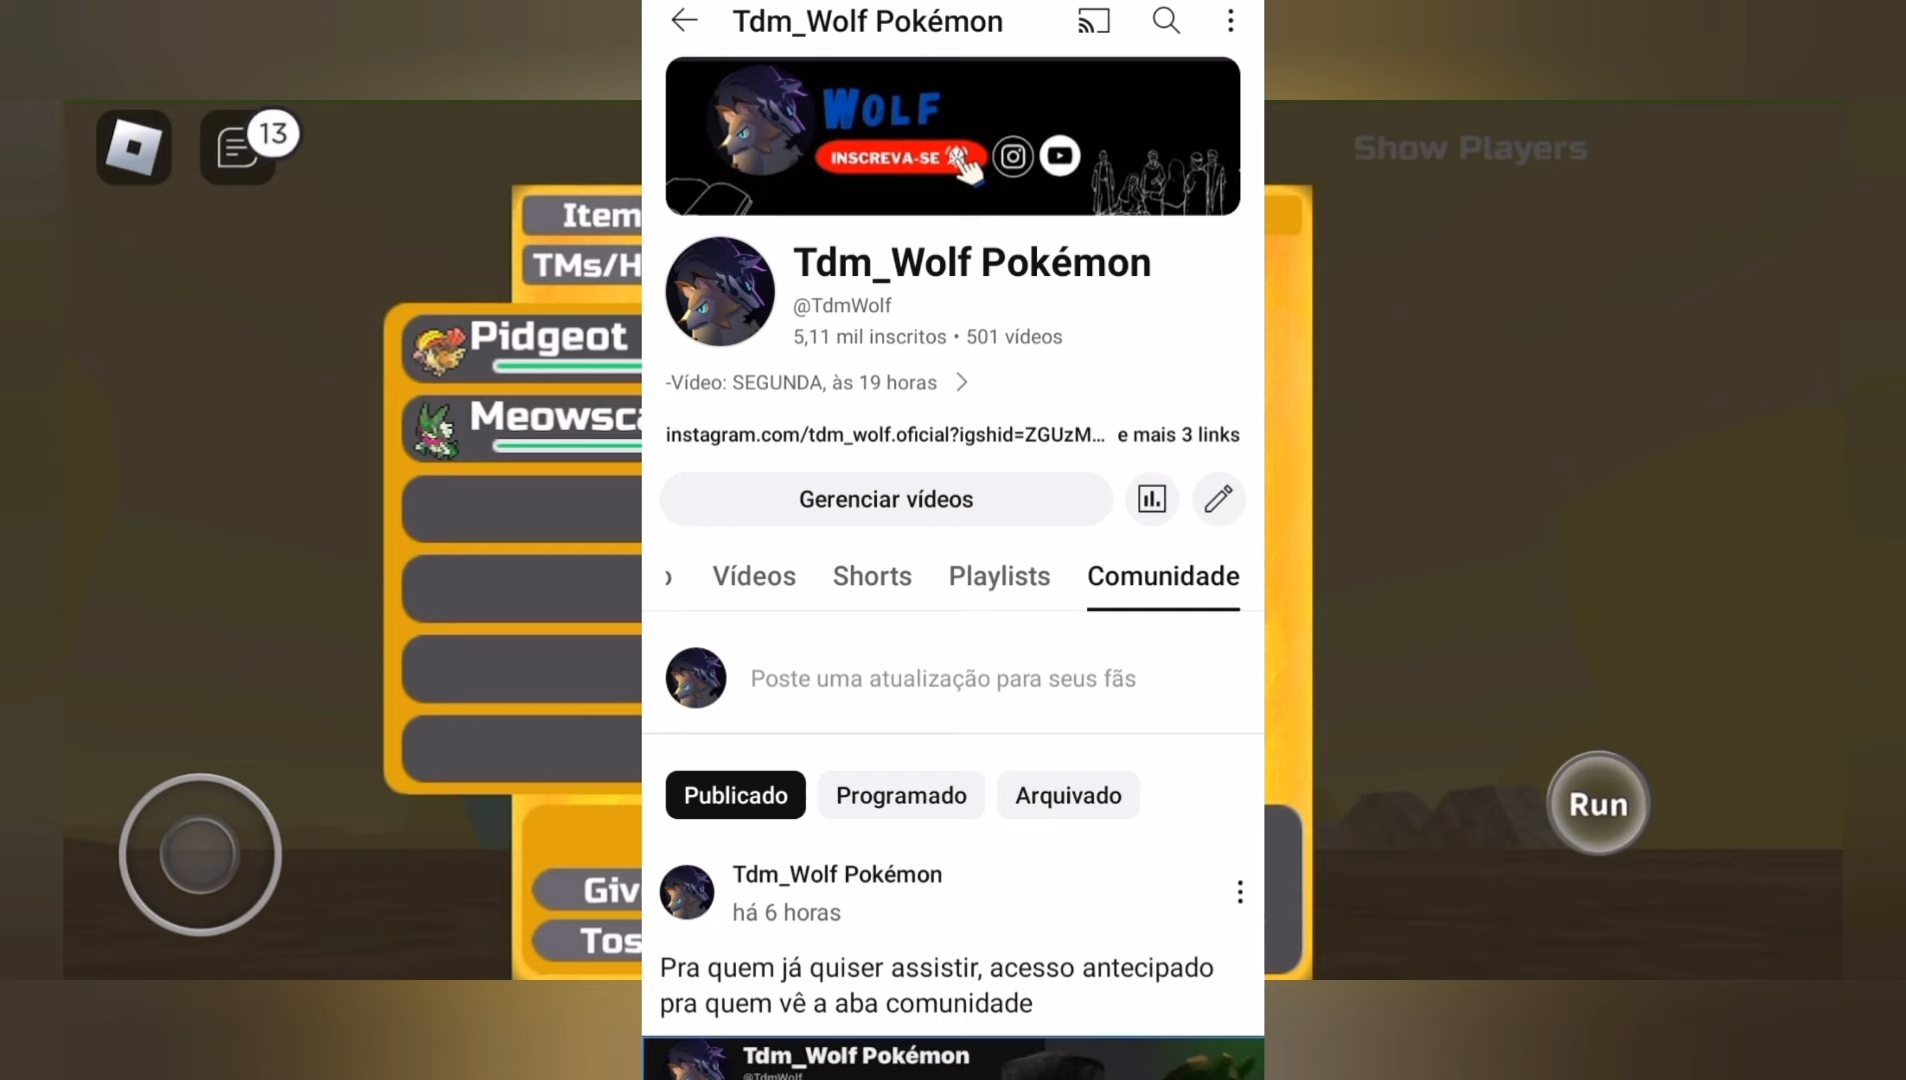 Tdm_Wolf Pokémon
WOLF
INSCREVA-SE
13
Show Players
Item
TMs/H
Pidgeot
Meowsca
Tdm_Wolf Pokémon
@TdmWolf
5,11 mil inscritos • 501 vídeos
-Vídeo: SEGUNDA, às 19 horas
instagram.com/tdm_wolf.oficial?igshid=ZGUzM... e mais 3 links
Gerenciar vídeos
Vídeos Shorts Playlists Comunidade
Poste uma atualização para seus fãs
Publicado Programado Arquivado
Run
Tdm_Wolf Pokémon
há 6 horas
Giv
Tos
Pra quem já quiser assistir, acesso antecipado
pra quem vê a aba comunidade
Tdm_Wolf Pokémon
@TdmWolf